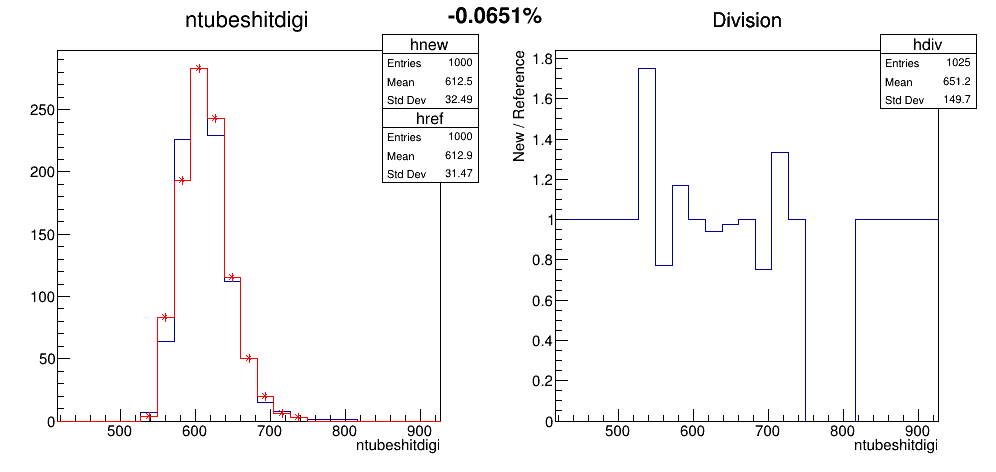 ntubeshitdigi
-0.0651%
Division
hnew
Entries 1000
Mean 612.5
Std Dev 32.49
href
Entries 1000
Mean 612.9
Std Dev 31.47
250
200
150
100
50
0
500 600 700 800 900
ntubeshitdigi
hdiv
Entries 1025
Mean 651.2
Std Dev 149.7
New / Reference
1.8
1.6
1.4
1.2
1
0.8
0.6
0.4
0.2
0
500 600 700 800 900
ntubeshitdigi